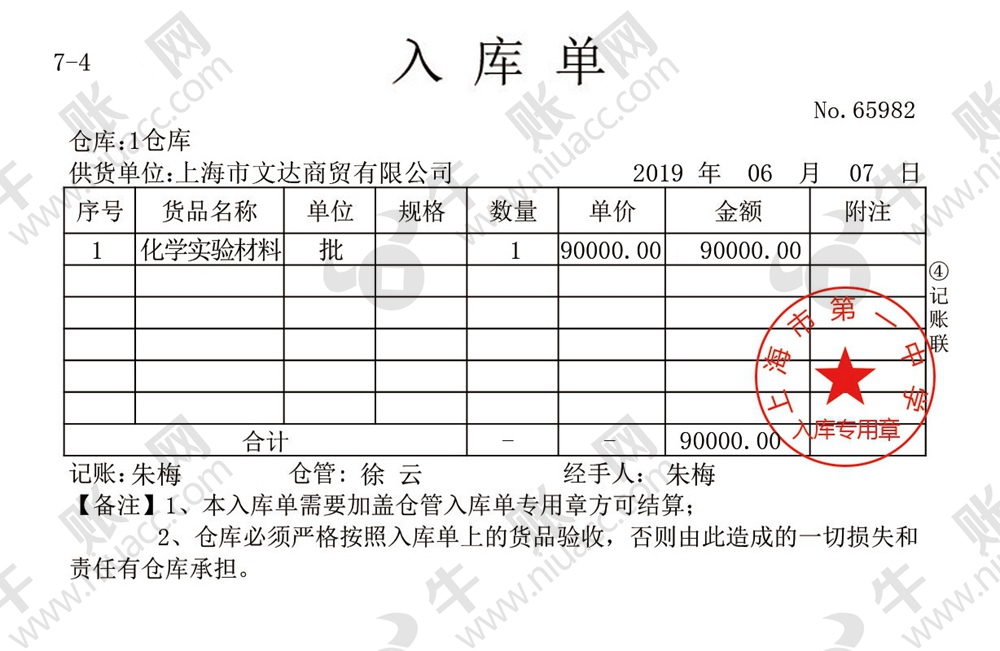 7-4
入库单
No.65982
仓库:1仓库
供货单位:上海市文达商贸有限公司 2019 年 06 月 07 日
序号 货品名称 单位 规格 数量 单价 金额 附注
1 化学实验材料 批 1 90000.00 90000.00
④记账联
上海市第一中学
入库专用章
合计 - - 90000.00
记账:朱梅 仓管: 徐云 经手人: 朱梅
【备注】1、本入库单需要加盖仓管入库单专用章方可结算;
2、仓库必须严格按照入库单上的货品验收，否则由此造成的一切损失和
责任有仓库承担。
牛账网
www.niuacc.com